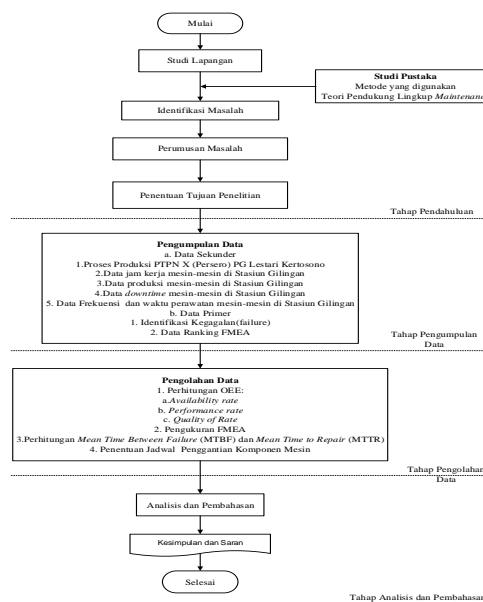 Mulai
Studi Lapangan
Studi Pustaka
Metode yang digunakan
Teori Pendukung Lingkup Maintenanc
Identifikasi Masalah
Perumusan Masalah
Penentuan Tujuan Penelitian
Tahap Pendahuluan
Pengumpulan Data
a. Data Sekunder
1.Proses Produksi PTPN X (Persero) PG Lestari Kertosono
2.Data jam kerja mesin-mesin di Stasiun Gilingan
3.Data produksi mesin-mesin di Stasiun Gilingan
4.Data downtime mesin-mesin di Stasiun Gilingan
5. Data Frekuensi dan waktu perawatan mesin-mesin di Stasiun Gilingan
b. Data Primer
1. Identifikasi Kegagalan(failure)
2. Data Ranking FMEA
Tahap Pengumpulan
Data
Pengolahan Data
1. Perhitungan OEE:
a.Availability rate
b. Performance rate
c. Quality of Rate
2. Pengukuran FMEA
3.Perhitungan Mean Time Between Failure (MTBF) dan Mean Time to Repair (MTTR)
4. Penentuan Jadwal Penggantian Komponen Mesin
Tahap Pengolahan
Data
Analisis dan Pembahasan
Kesimpulan dan Saran
Selesai
Tahap Analisis dan Pembahasan